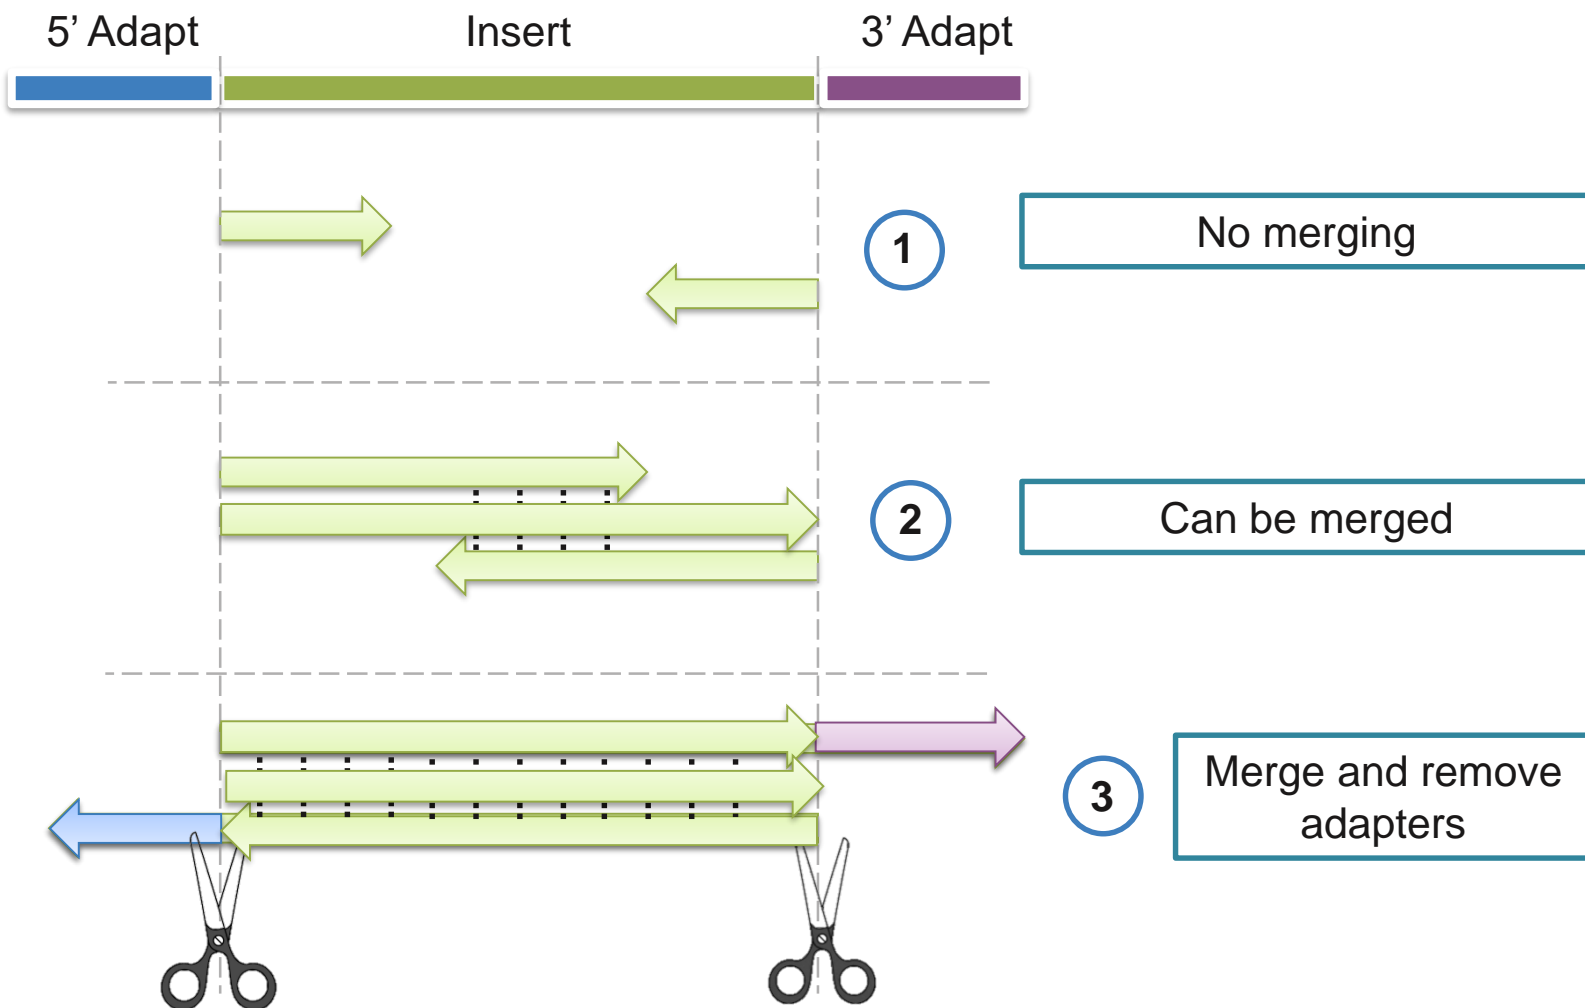 5’ Adapt
Insert
3’ Adapt
1
No merging
2
Can be merged
3
Merge and remove
adapters